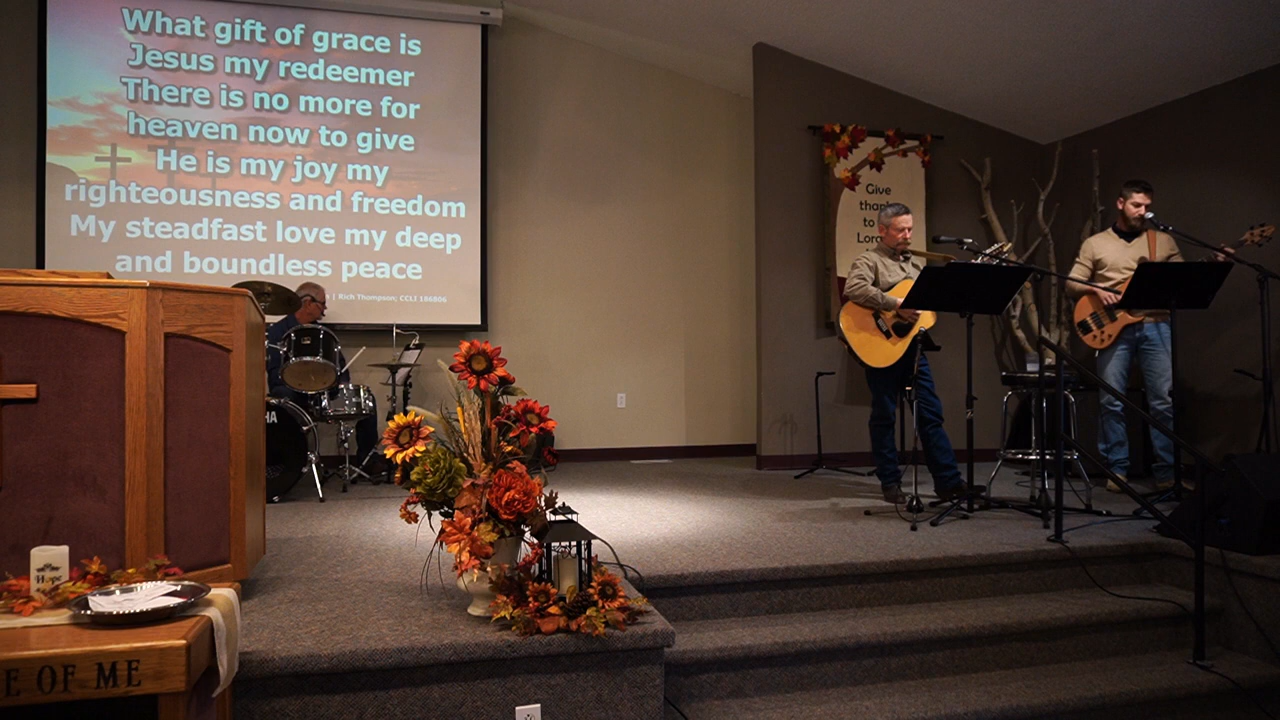 What gift of grace is
Jesus my redeemer
There is no more for
heaven now to give
He is my joy my
righteousness and freedom
My steadfast love my deep
and boundless peace
| Rich Thompson; CCLI 186806
Give
to
HA
Hope
E OF ME